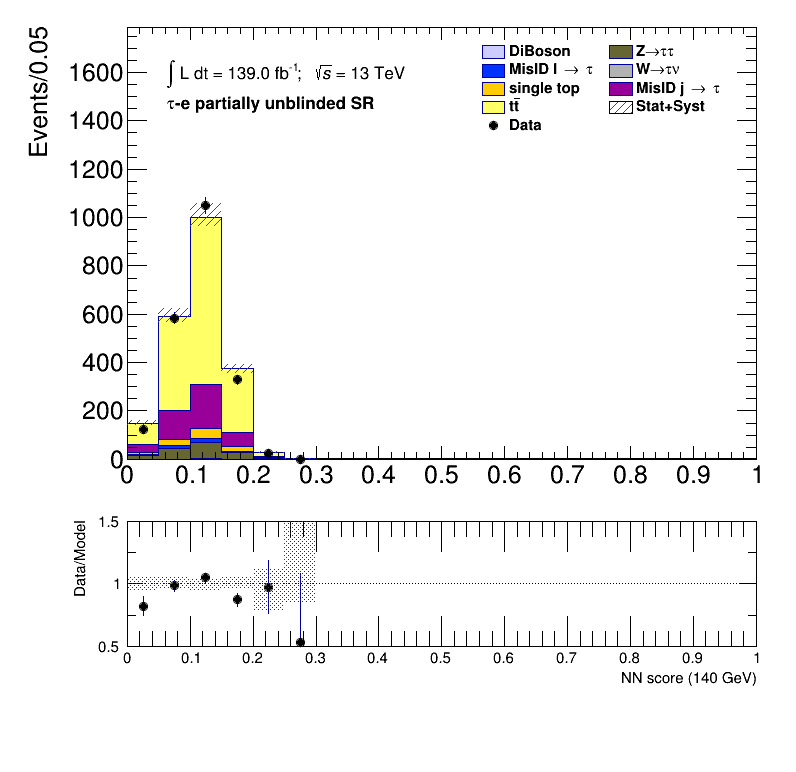 Events/0.05
1600
1400
1200
1000
800
600
400
200
0
∫ L dt = 139.0 fb⁻¹; √s = 13 TeV
τ-e partially unblinded SR
DiBoson
MisID l → τ
single top
tt̄
Data
Z→ττ
W→τν
MisID j → τ
Stat+Syst
0 0.1 0.2 0.3 0.4 0.5 0.6 0.7 0.8 0.9 1
Data/Model
1.5
1
0.5
0 0.1 0.2 0.3 0.4 0.5 0.6 0.7 0.8 0.9 1
NN score (140 GeV)